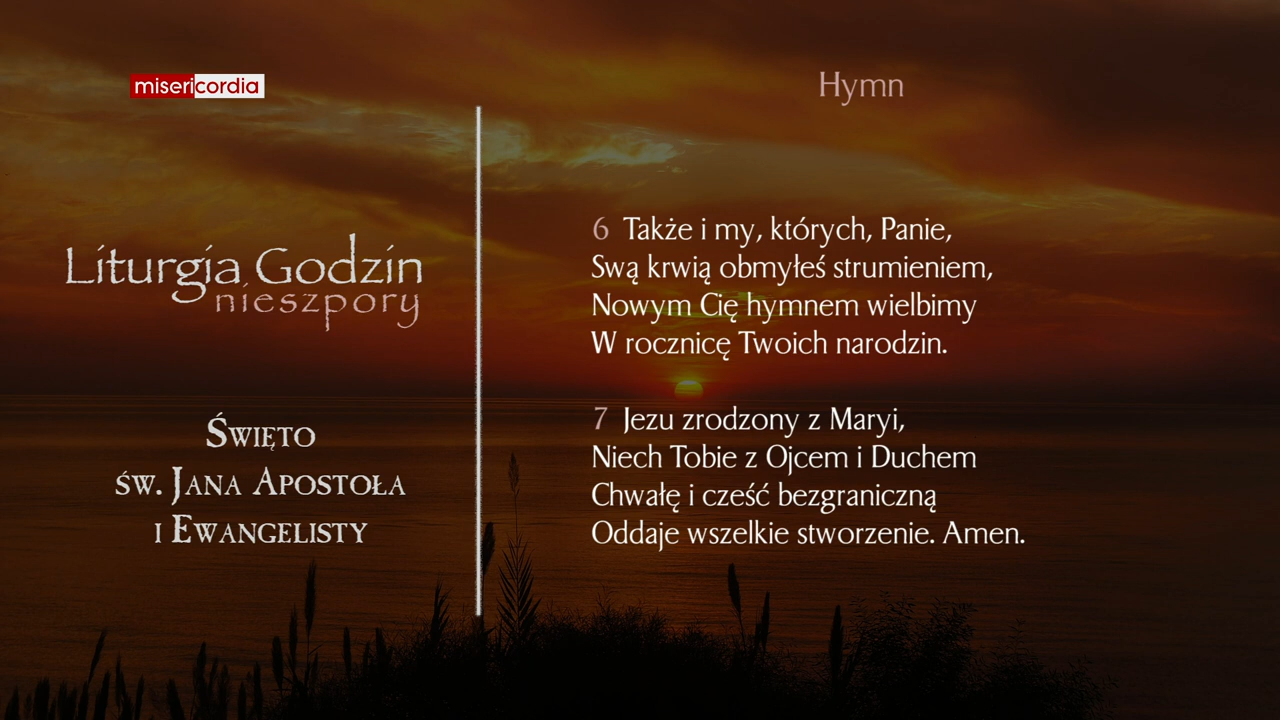 misericordia
Liturgia Godzin
nieszpory
Święto
św. Jana Apostoła
i Ewangelisty
Hymn
6 Także i my, których, Panie,
Swą krwią obmyłeś strumieniem,
Nowym Cię hymnem wielbimy
W rocznicę Twoich narodzin.
7 Jezu zrodzony z Maryi,
Niech Tobie z Ojcem i Duchem
Chwałę i cześć bezgraniczną
Oddaje wszelkie stworzenie. Amen.